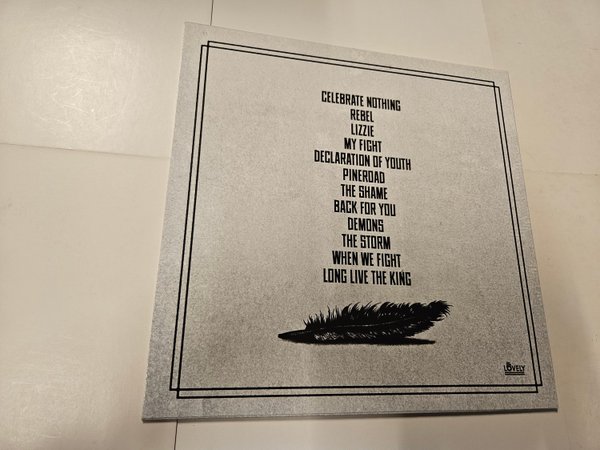 CELEBRATE NOTHING
REBEL
LIZZIE
MY FIGHT
DECLARATION OF YOUTH
PINEROAD
THE SHAME
BACK FOR YOU
DEMONS
THE STORM
WHEN WE FIGHT
LONG LIVE THE KING
LÖVELY